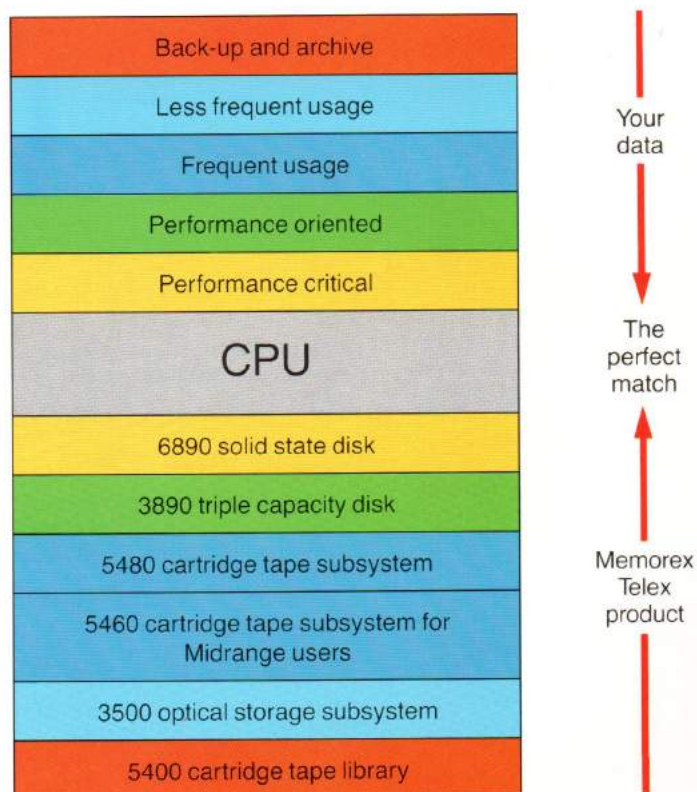 Back-up and archive
Less frequent usage
Frequent usage
Performance oriented
Performance critical
CPU
6890 solid state disk
3890 triple capacity disk
5480 cartridge tape subsystem
5460 cartridge tape subsystem for
Midrange users
3500 optical storage subsystem
5400 cartridge tape library
Your
data
The
perfect
match
Memorex
Telex
product